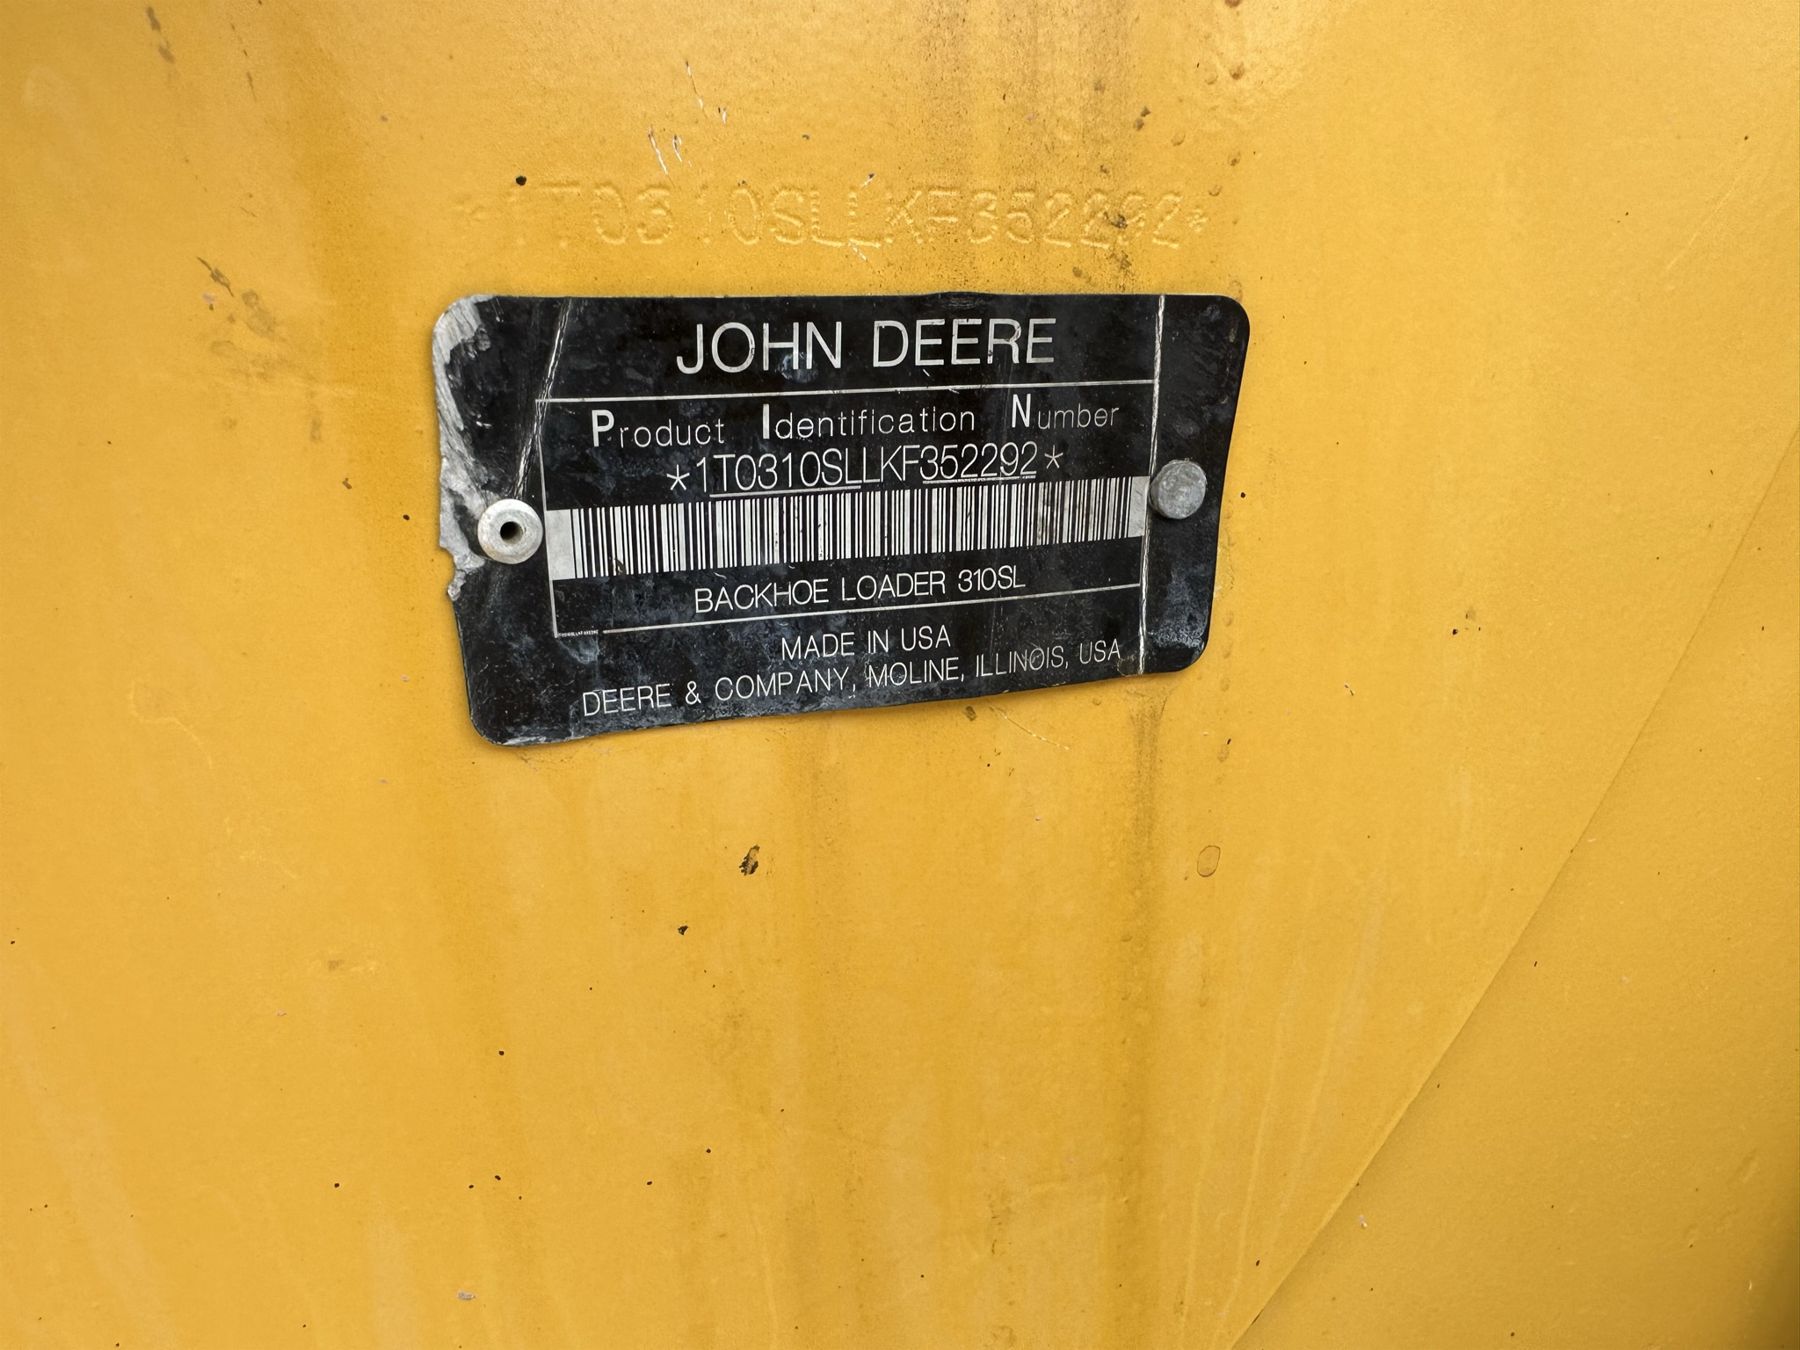 *1T0310SLLKF352292*
JOHN DEERE
Product Identification Number
*1T0310SLLKF352292*
BACKHOE LOADER 310SL
MADE IN USA
DEERE & COMPANY, MOLINE, ILLINOIS, USA